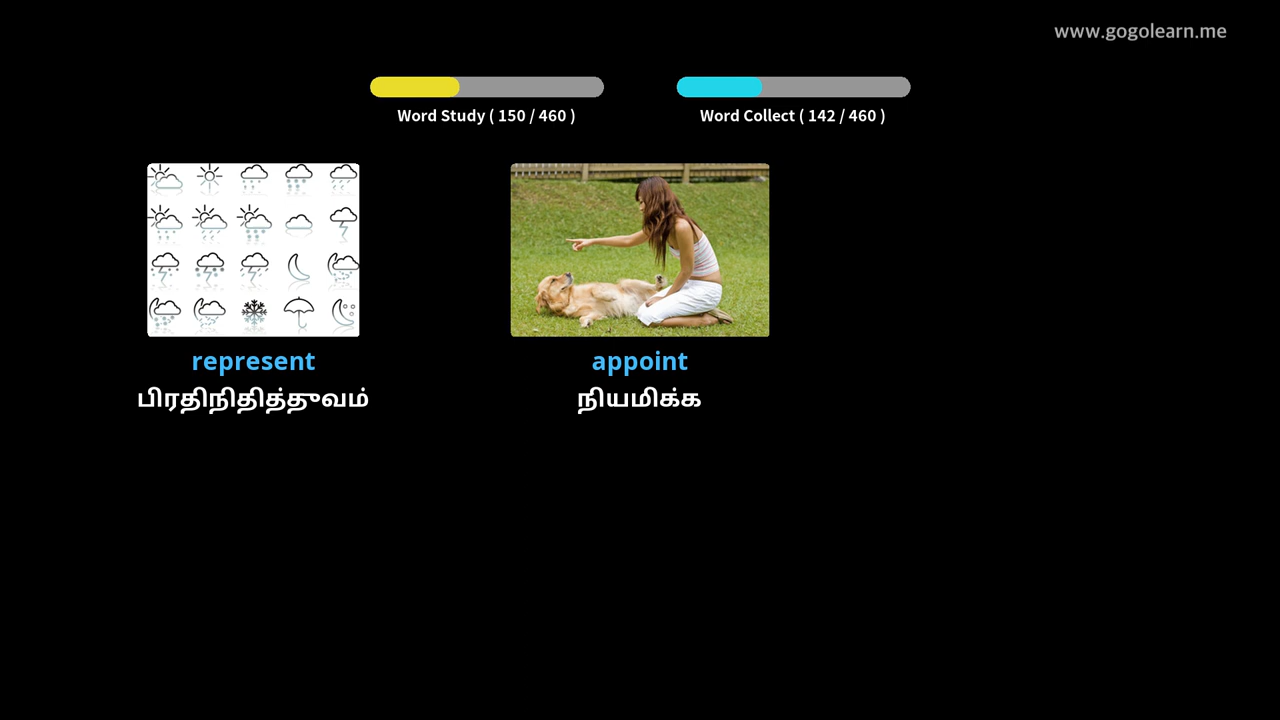 www.gogolearn.me
Word Study ( 150 / 460 )
Word Collect ( 142 / 460 )
represent
பிரதிநிதித்துவம்
appoint
நியமிக்க